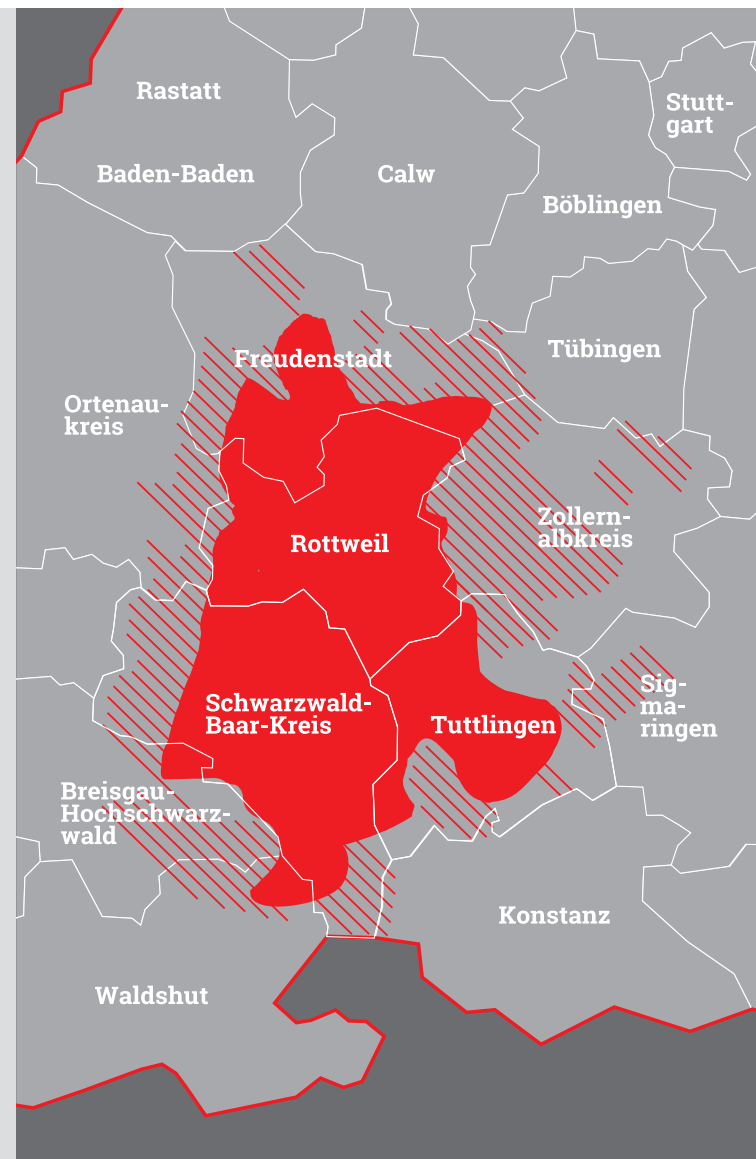 Rastatt
Stutt-
gart
Baden-Baden
Calw
Böblingen
Tübingen
Freudenstadt
Ortenau-
kreis
Zollern-
albkreis
Rottweil
Sig-
ma-
ringen
Schwarzwald-
Baar-Kreis
Tuttlingen
Breisgau-
Hochschwarz-
wald
Konstanz
Waldshut